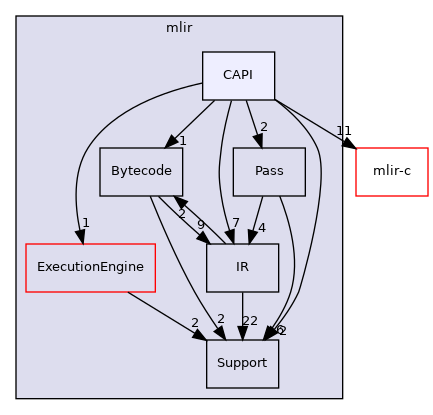 mlir
CAPI
11
2
1
Bytecode
Pass
mlir-c
1
2
9
7
4
ExecutionEngine
IR
2
2
22
2
Support